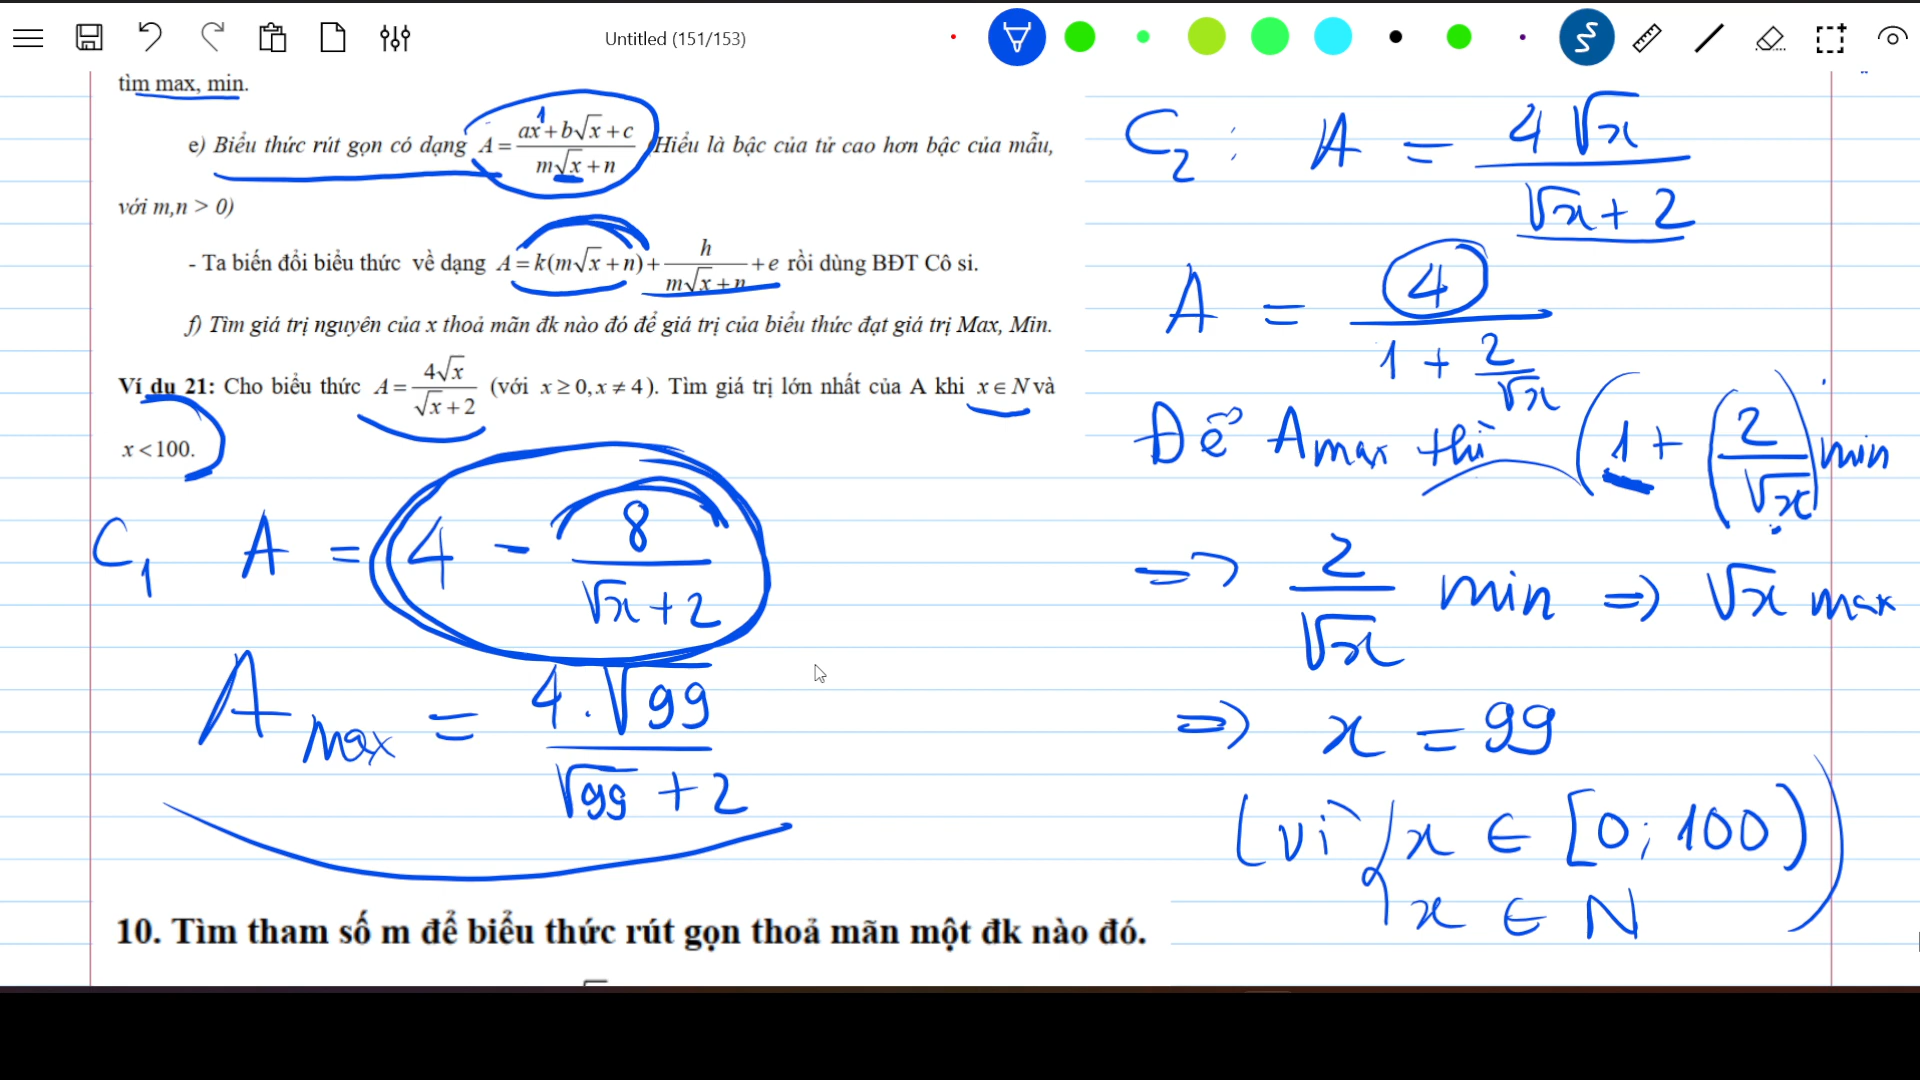 Untitled (151/153)
tìm max, min.
1
e) Biểu thức rút gọn có dạng A = (ax + b√x + c)/(m√x + n) (Hiểu là bậc của tử cao hơn bậc của mẫu,
với m,n > 0)
- Ta biến đổi biểu thức về dạng A = k(m√x + n) + h/(m√x + n) + e rồi dùng BĐT Cô si.
f) Tìm giá trị nguyên của x thoả mãn đk nào đó để giá trị của biểu thức đạt giá trị Max, Min.
Ví dụ 21: Cho biểu thức A = 4√x/(√x + 2) (với x ≥ 0, x ≠ 4). Tìm giá trị lớn nhất của A khi x ∈ N và
x < 100.
C1 A = 4 - 8/(√x + 2)
A max = 4.√99/(√99 + 2)
C2 : A = 4√x/(√x + 2)
A = 4/(1 + 2/√x)
Để A max thì (1 + (2/√x)) min
=> 2/√x min => √x max
=> x = 99
(vì x ∈ [0; 100)
x ∈ N)
10. Tìm tham số m để biểu thức rút gọn thoả mãn một đk nào đó.